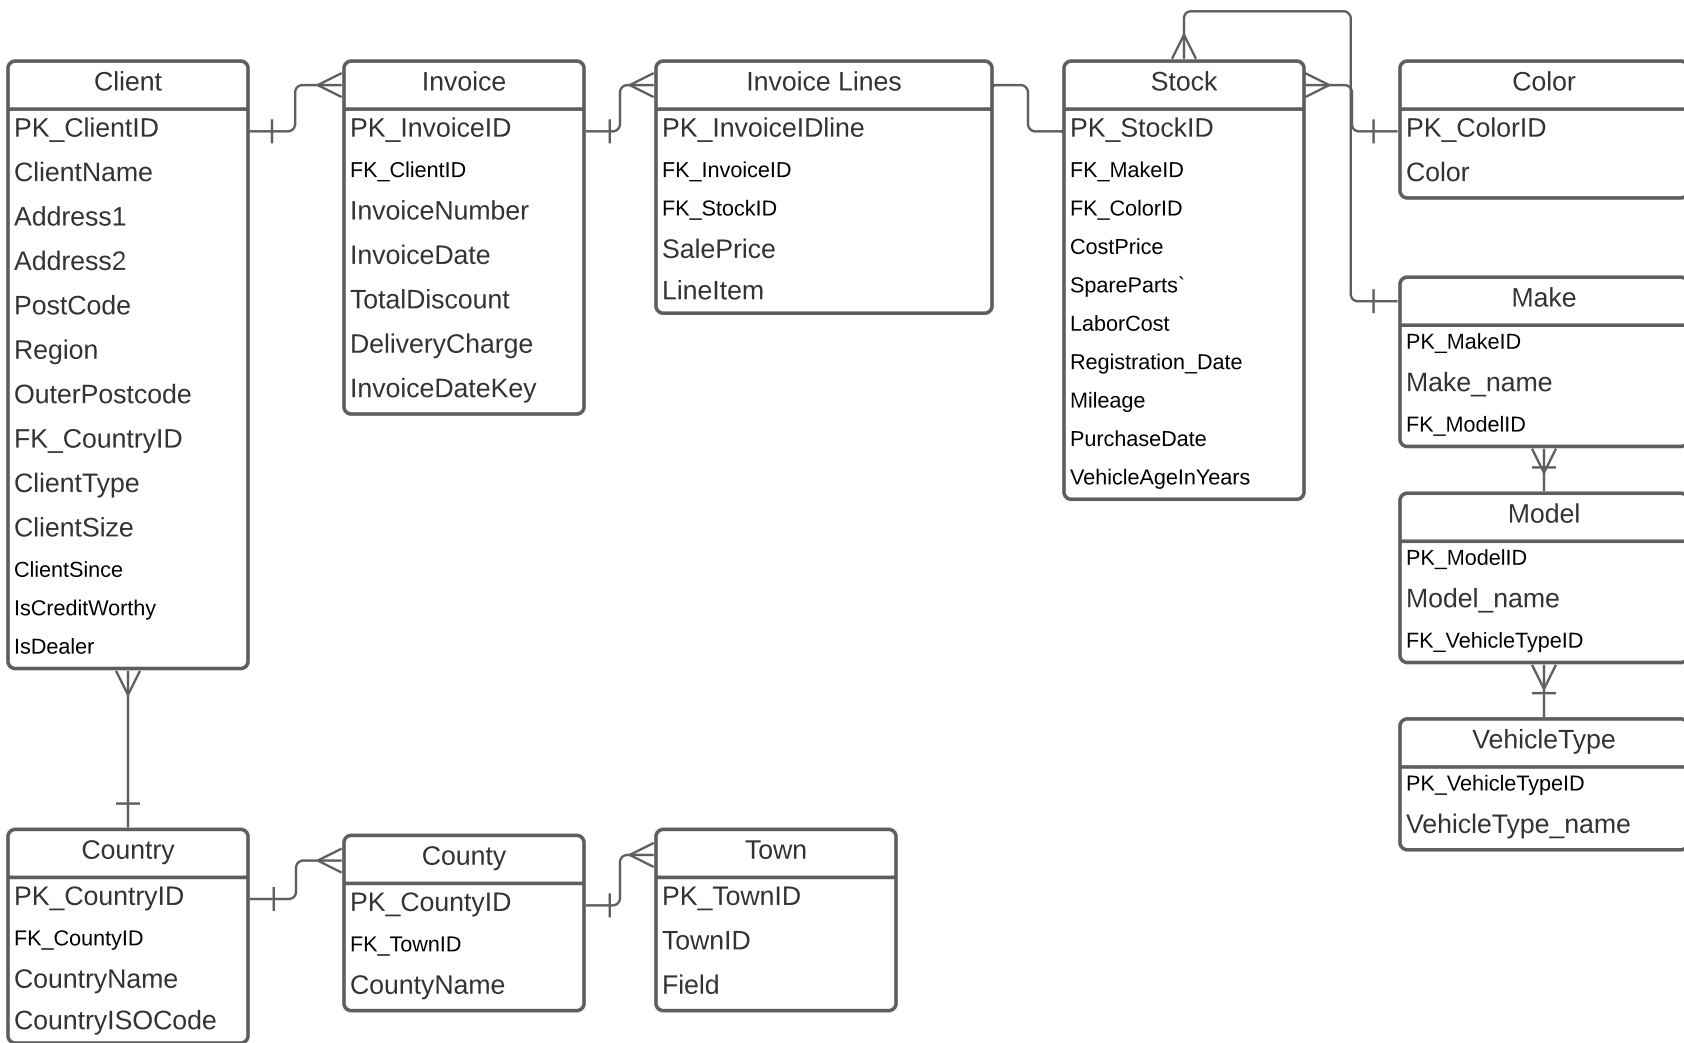 Client
PK_ClientID
ClientName
Address1
Address2
PostCode
Region
OuterPostcode
FK_CountryID
ClientType
ClientSize
ClientSince
IsCreditWorthy
IsDealer
Invoice
PK_InvoiceID
FK_ClientID
InvoiceNumber
InvoiceDate
TotalDiscount
DeliveryCharge
InvoiceDateKey
Invoice Lines
PK_InvoiceIDline
FK_InvoiceID
FK_StockID
SalePrice
LineItem
Stock
PK_StockID
FK_MakeID
FK_ColorID
CostPrice
SpareParts`
LaborCost
Registration_Date
Mileage
PurchaseDate
VehicleAgeInYears
Color
PK_ColorID
Color
Make
PK_MakeID
Make_name
FK_ModelID
Model
PK_ModelID
Model_name
FK_VehicleTypeID
VehicleType
PK_VehicleTypeID
VehicleType_name
Country
PK_CountryID
FK_CountyID
CountryName
CountryISOCode
County
PK_CountyID
FK_TownID
CountyName
Town
PK_TownID
TownID
Field